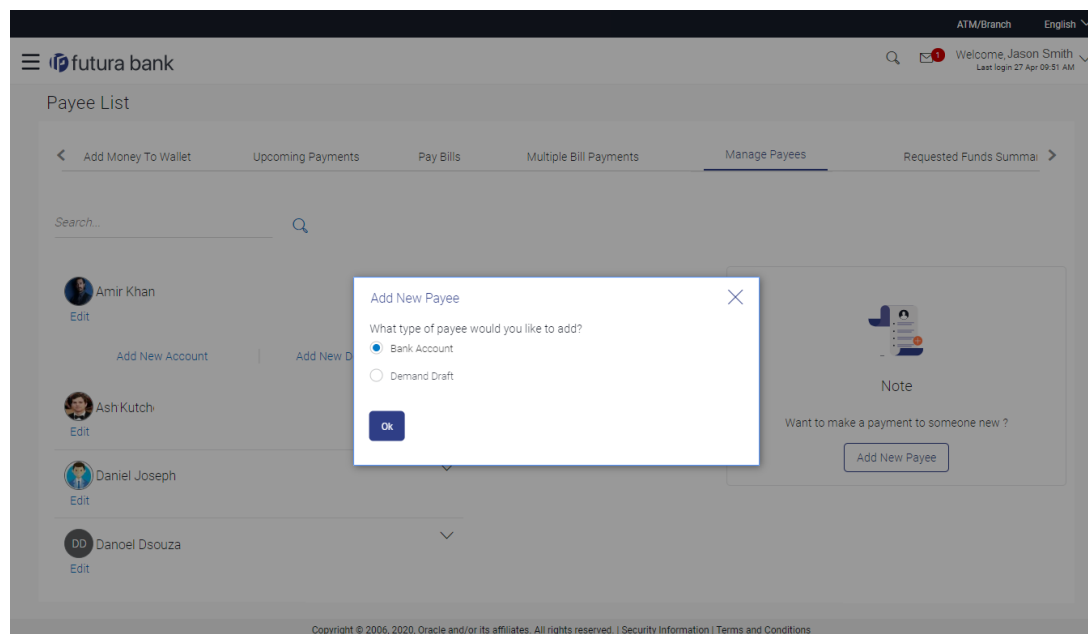 ATM/Branch English
futura bank
1
Welcome, Jason Smith
Last login 27 Apr 09:51 AM
Payee List
Add Money To Wallet Upcoming Payments Pay Bills Multiple Bill Payments Manage Payees Requested Funds Summar
Search...
Amir Khan
Edit
Add New Account Add New D
Ash Kutch
Edit
Daniel Joseph
Edit
DD Danoel Dsouza
Edit
Add New Payee
What type of payee would you like to add?
Bank Account
Demand Draft
Ok
Note
Want to make a payment to someone new ?
Add New Payee
Copyright © 2006, 2020, Oracle and/or its affiliates. All rights reserved. | Security Information | Terms and Conditions